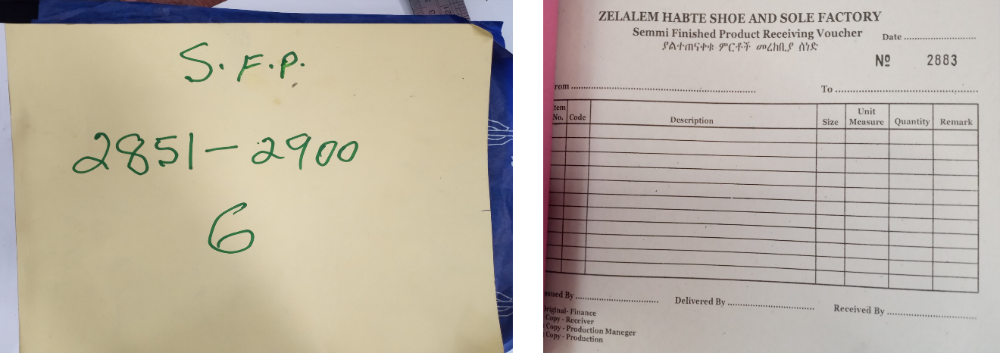 S.F.P.
2851 - 2900
6
ZELALEM HABTE SHOE AND SOLE FACTORY
Semmi Finished Product Receiving Voucher
Date
ያልተጠናቀቁ ምርቶች መረከቢያ ሰነድ
Nº 2883
rom To
tem No. Code Description Size Unit Measure Quantity Remark
ssued By Delivered By Received By
Original- Finance
Copy - Receiver
Copy - Production Maneger
Copy - Production